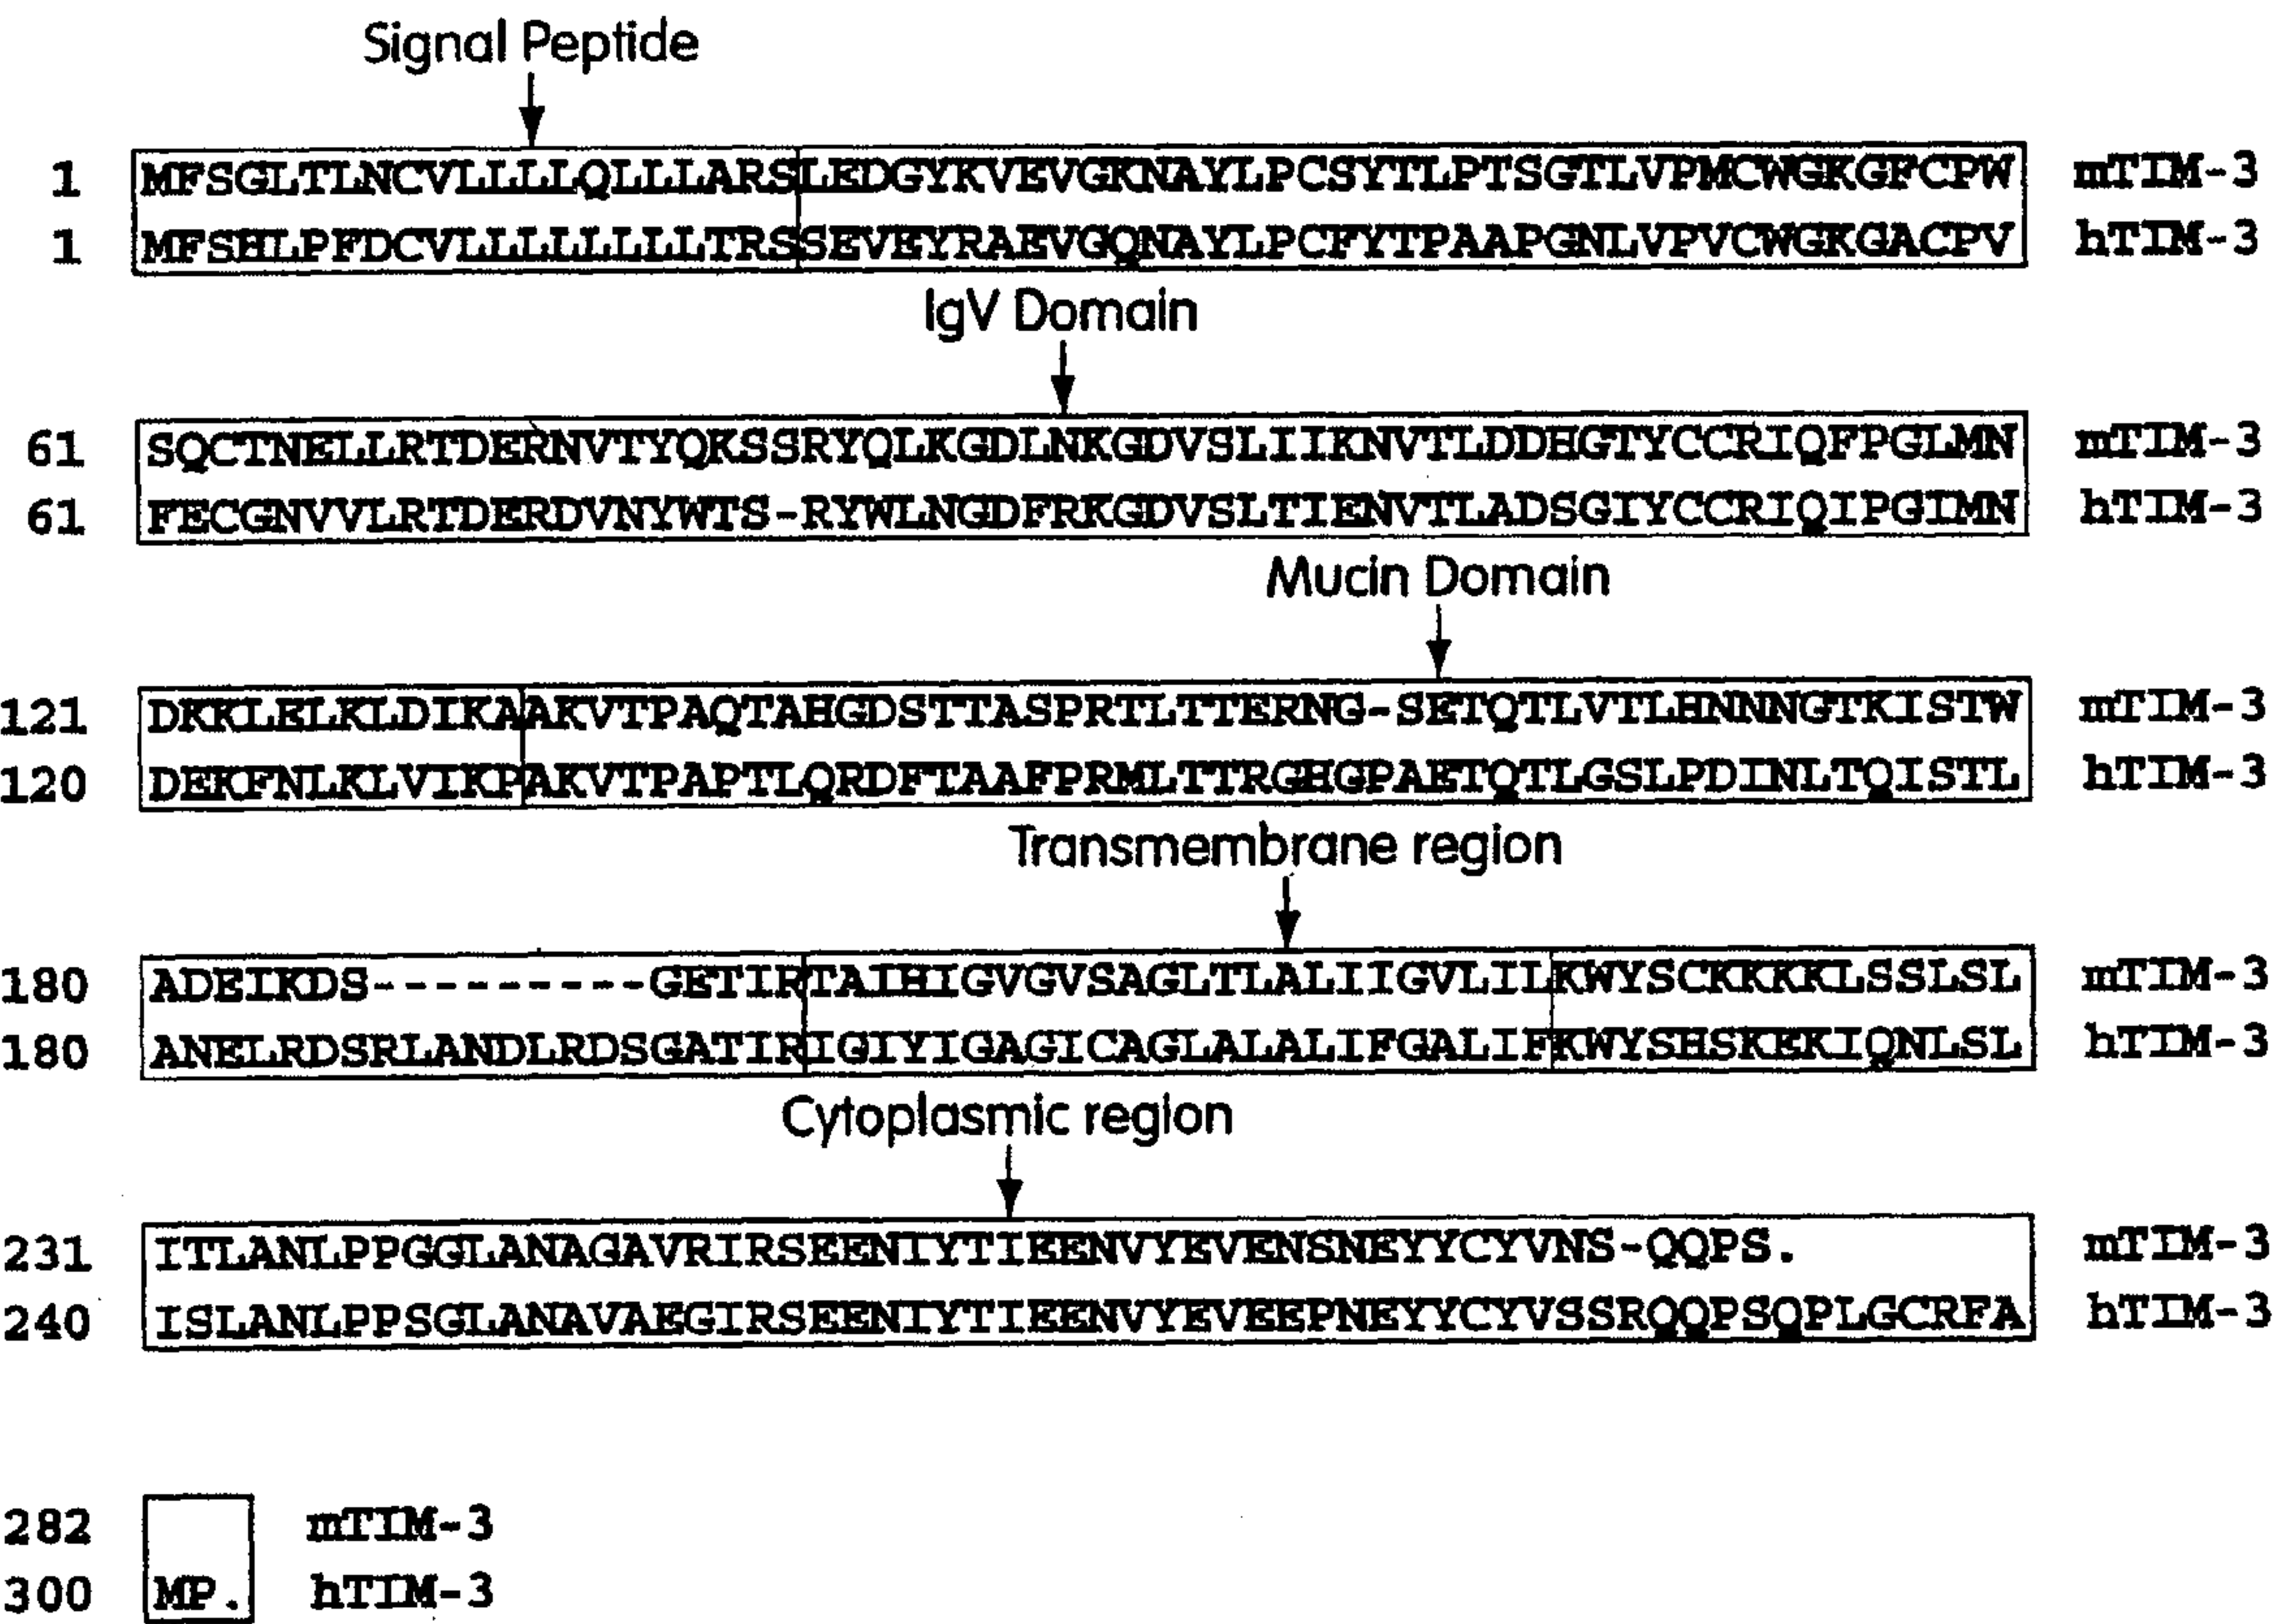 Signal Peptide
1 MFSGLTLNCVLLLLQLLLARSLEDGYKVEVGKNAYLPCSYTLPTSGTLVPMCWGKGFCPW mTIM-3
1 MFSHLPFDCVLLLLLLLLTRSSEVEYRAEVGQNAYLPCFYTPAAPGNLVPVCWGKGACPV hTIM-3
IgV Domain
61 SQCTNELLRTDERNVTYQKSSRYQLKGDLNKGDVSLIIKNVTLDDHGTYCCRIQFPGLMN mTIM-3
61 FECGNVVLRTDERDVNYWTS-RYWLNGDFRKGDVSLTIENVTLADSGIYCCRIQIPGIMN hTIM-3
Mucin Domain
121 DKKLELKLDIKAAKVTPAQTAHGDSTTASPRTLTTERNG-SETQTLVTLHNNNGTKISTW mTIM-3
120 DEKFNLKLVIKPAKVTPAPTLQRDFTAAFPRMLTTRGHGPAETQTLGSLPDINLTQISTL hTIM-3
Transmembrane region
180 ADEIKDS----------GETIRTAIHIGVGVSAGLTLALIIGVLILKWYSCKKKKLSSLSL mTIM-3
180 ANELRDSRLANDLRDSGATIRIGIYIGAGICAGLALALIFGALIFKWYSHSKEKIQNLSL hTIM-3
Cytoplasmic region
231 ITLANLPPGGLANAGAVRIRSEENIYTIEENVYEVENSNEYYCYVNS-QQPS. mTIM-3
240 ISLANLPPSGLANAVAEGIRSEENIYTIEENVYEVEEPNEYYCYVSSRQQPSQPLGCRFA hTIM-3
282 mTIM-3
300 MP. hTIM-3